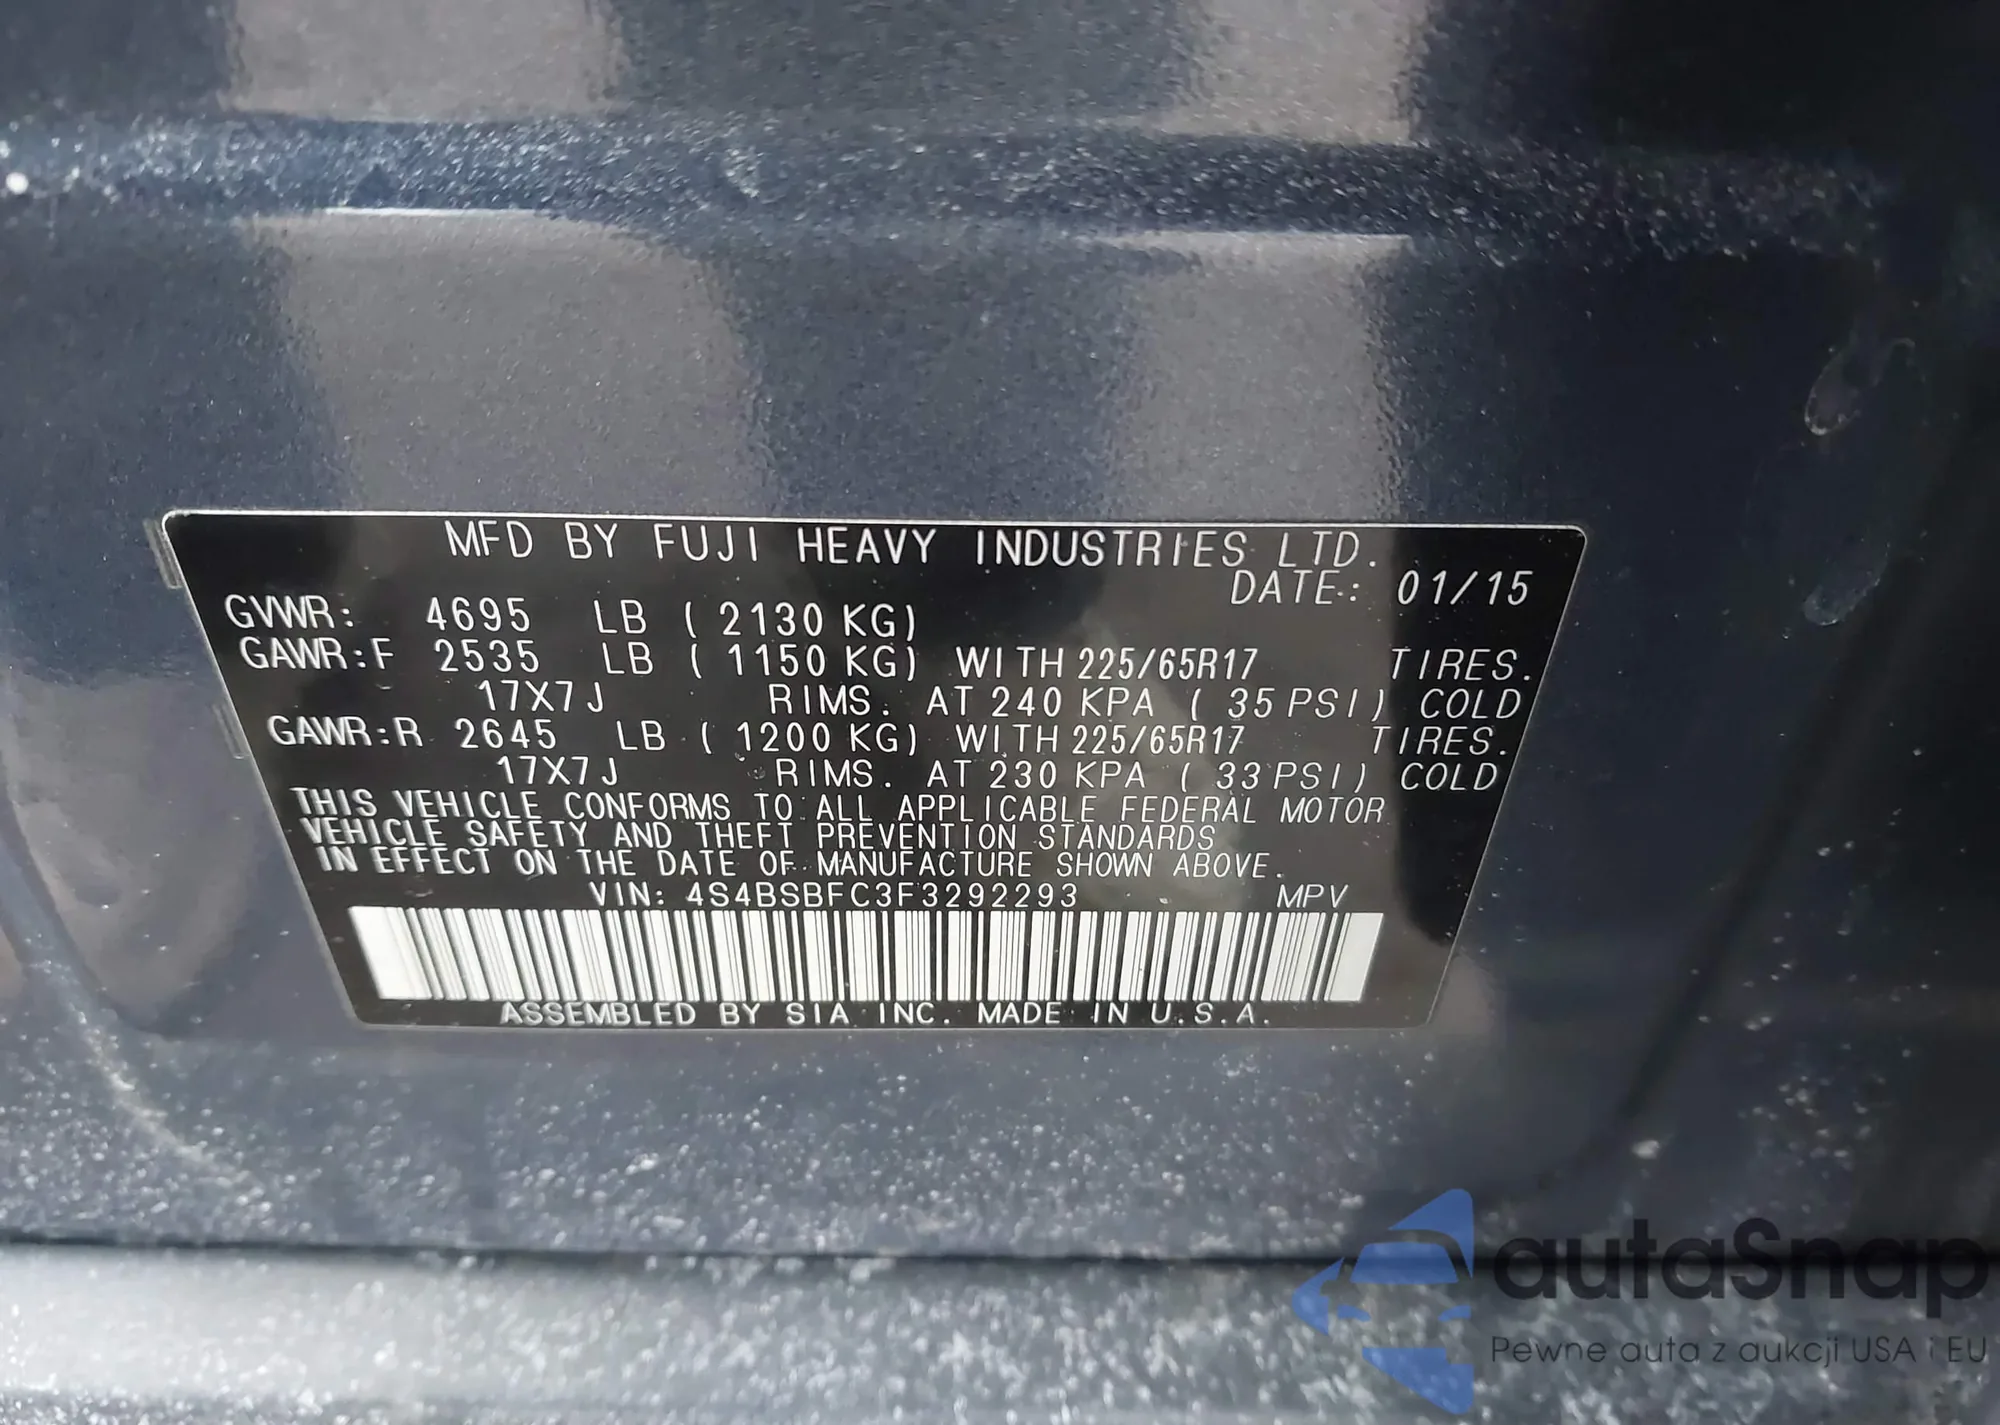 MFD BY FUJI HEAVY INDUSTRIES LTD.
DATE: 01/15
GVWR: 4695 LB ( 2130 KG)
GAWR:F 2535 LB ( 1150 KG) WITH 225/65R17 TIRES.
17X7J RIMS. AT 240 KPA ( 35 PSI) COLD
GAWR:R 2645 LB ( 1200 KG) WITH 225/65R17 TIRES.
17X7J RIMS. AT 230 KPA ( 33 PSI) COLD
THIS VEHICLE CONFORMS TO ALL APPLICABLE FEDERAL MOTOR
VEHICLE SAFETY AND THEFT PREVENTION STANDARDS
IN EFFECT ON THE DATE OF MANUFACTURE SHOWN ABOVE.
VIN: 4S4BSBFC3F3292293 MPV
ASSEMBLED BY SIA INC. MADE IN U.S.A.
autaSnap
Pewne auta z aukcji USA i EU